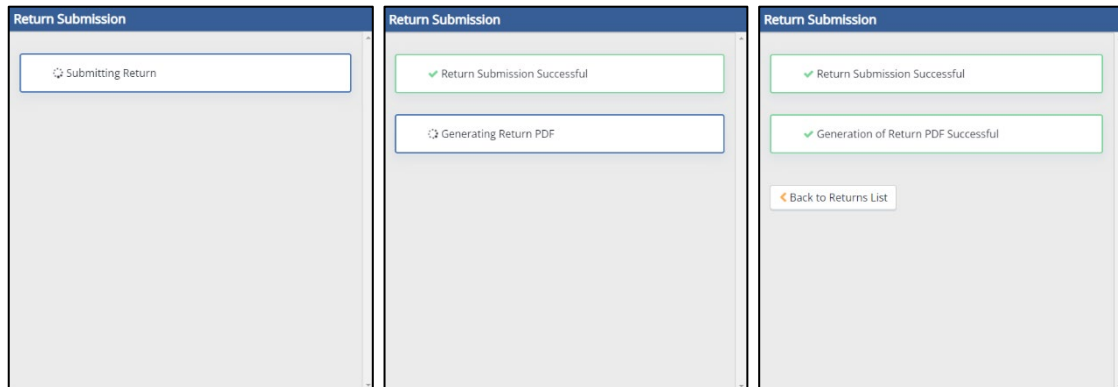 Return Submission
Submitting Return
Return Submission
Return Submission Successful
Generating Return PDF
Return Submission
Return Submission Successful
Generation of Return PDF Successful
Back to Returns List